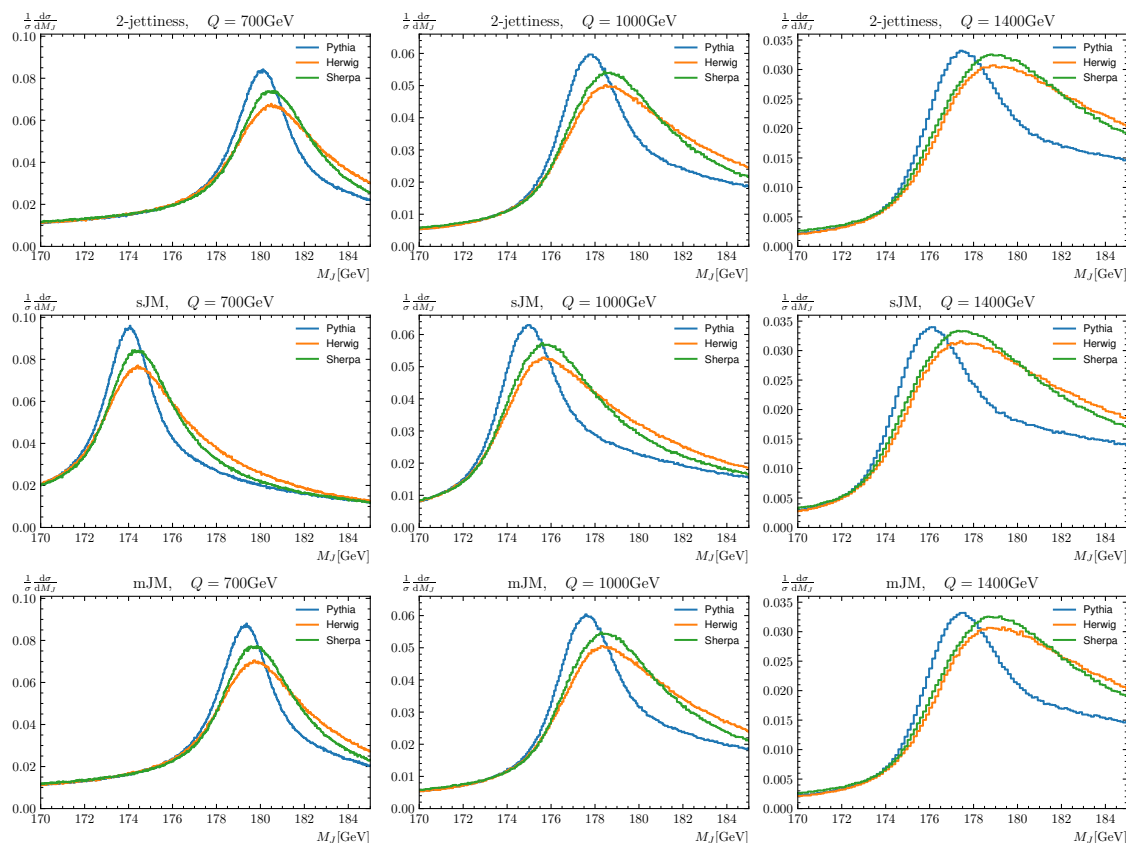 2-jettiness, Q = 700GeV
1/σ dσ/dM_J
0.10
0.08
0.06
0.04
0.02
0.00
Pythia
Herwig
Sherpa
170 172 174 176 178 180 182 184
M_J[GeV]
2-jettiness, Q = 1000GeV
1/σ dσ/dM_J
0.06
0.05
0.04
0.03
0.02
0.01
0.00
Pythia
Herwig
Sherpa
170 172 174 176 178 180 182 184
M_J[GeV]
2-jettiness, Q = 1400GeV
1/σ dσ/dM_J
0.035
0.030
0.025
0.020
0.015
0.010
0.005
0.000
Pythia
Herwig
Sherpa
170 172 174 176 178 180 182 184
M_J[GeV]
sJM, Q = 700GeV
1/σ dσ/dM_J
0.10
0.08
0.06
0.04
0.02
0.00
Pythia
Herwig
Sherpa
170 172 174 176 178 180 182 184
M_J[GeV]
sJM, Q = 1000GeV
1/σ dσ/dM_J
0.06
0.05
0.04
0.03
0.02
0.01
0.00
Pythia
Herwig
Sherpa
170 172 174 176 178 180 182 184
M_J[GeV]
sJM, Q = 1400GeV
1/σ dσ/dM_J
0.035
0.030
0.025
0.020
0.015
0.010
0.005
0.000
Pythia
Herwig
Sherpa
170 172 174 176 178 180 182 184
M_J[GeV]
mJM, Q = 700GeV
1/σ dσ/dM_J
0.10
0.08
0.06
0.04
0.02
0.00
Pythia
Herwig
Sherpa
170 172 174 176 178 180 182 184
M_J[GeV]
mJM, Q = 1000GeV
1/σ dσ/dM_J
0.06
0.05
0.04
0.03
0.02
0.01
0.00
Pythia
Herwig
Sherpa
170 172 174 176 178 180 182 184
M_J[GeV]
mJM, Q = 1400GeV
1/σ dσ/dM_J
0.035
0.030
0.025
0.020
0.015
0.010
0.005
0.000
Pythia
Herwig
Sherpa
170 172 174 176 178 180 182 184
M_J[GeV]